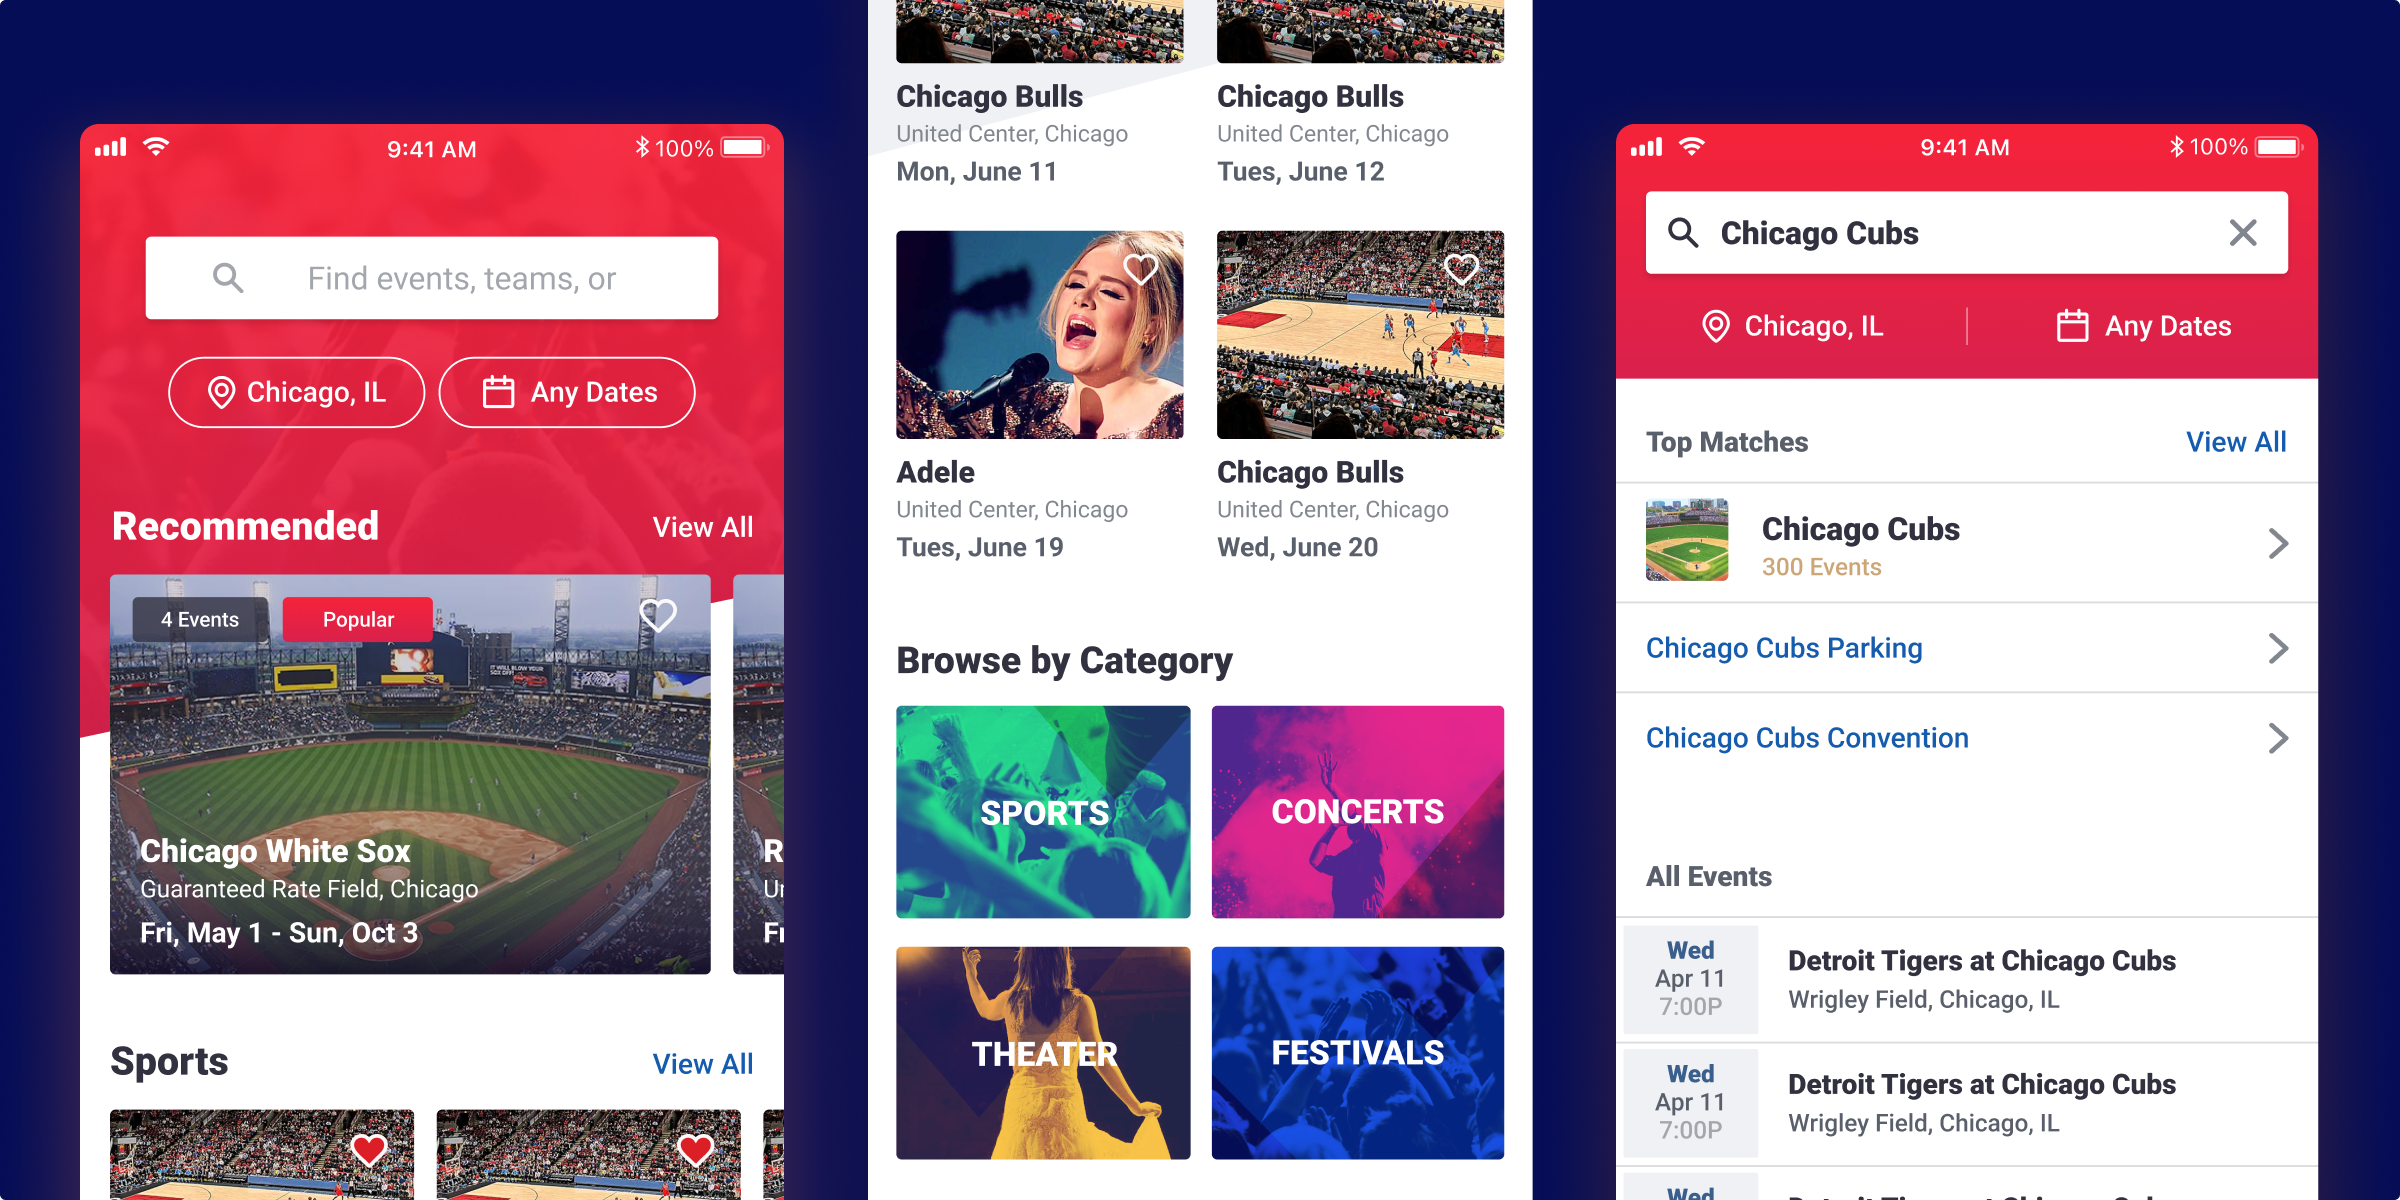 9:41 AM
100%
Find events, teams, or
Chicago, IL
Any Dates
Recommended
View All
4 Events
Popular
IT WILL BLOW YOUR
SOX OFF!
Chicago White Sox
Guaranteed Rate Field, Chicago
Fri, May 1 - Sun, Oct 3
R
Fr
Sports
View All
Chicago Bulls
United Center, Chicago
Mon, June 11
Chicago Bulls
United Center, Chicago
Tues, June 12
Adele
United Center, Chicago
Tues, June 19
Chicago Bulls
United Center, Chicago
Wed, June 20
Browse by Category
SPORTS
CONCERTS
THEATER
FESTIVALS
9:41 AM
100%
Chicago Cubs
Chicago, IL
Any Dates
Top Matches
View All
Chicago Cubs
300 Events
Chicago Cubs Parking
Chicago Cubs Convention
All Events
Wed
Apr 11
7:00P
Detroit Tigers at Chicago Cubs
Wrigley Field, Chicago, IL
Wed
Apr 11
7:00P
Detroit Tigers at Chicago Cubs
Wrigley Field, Chicago, IL
Wed